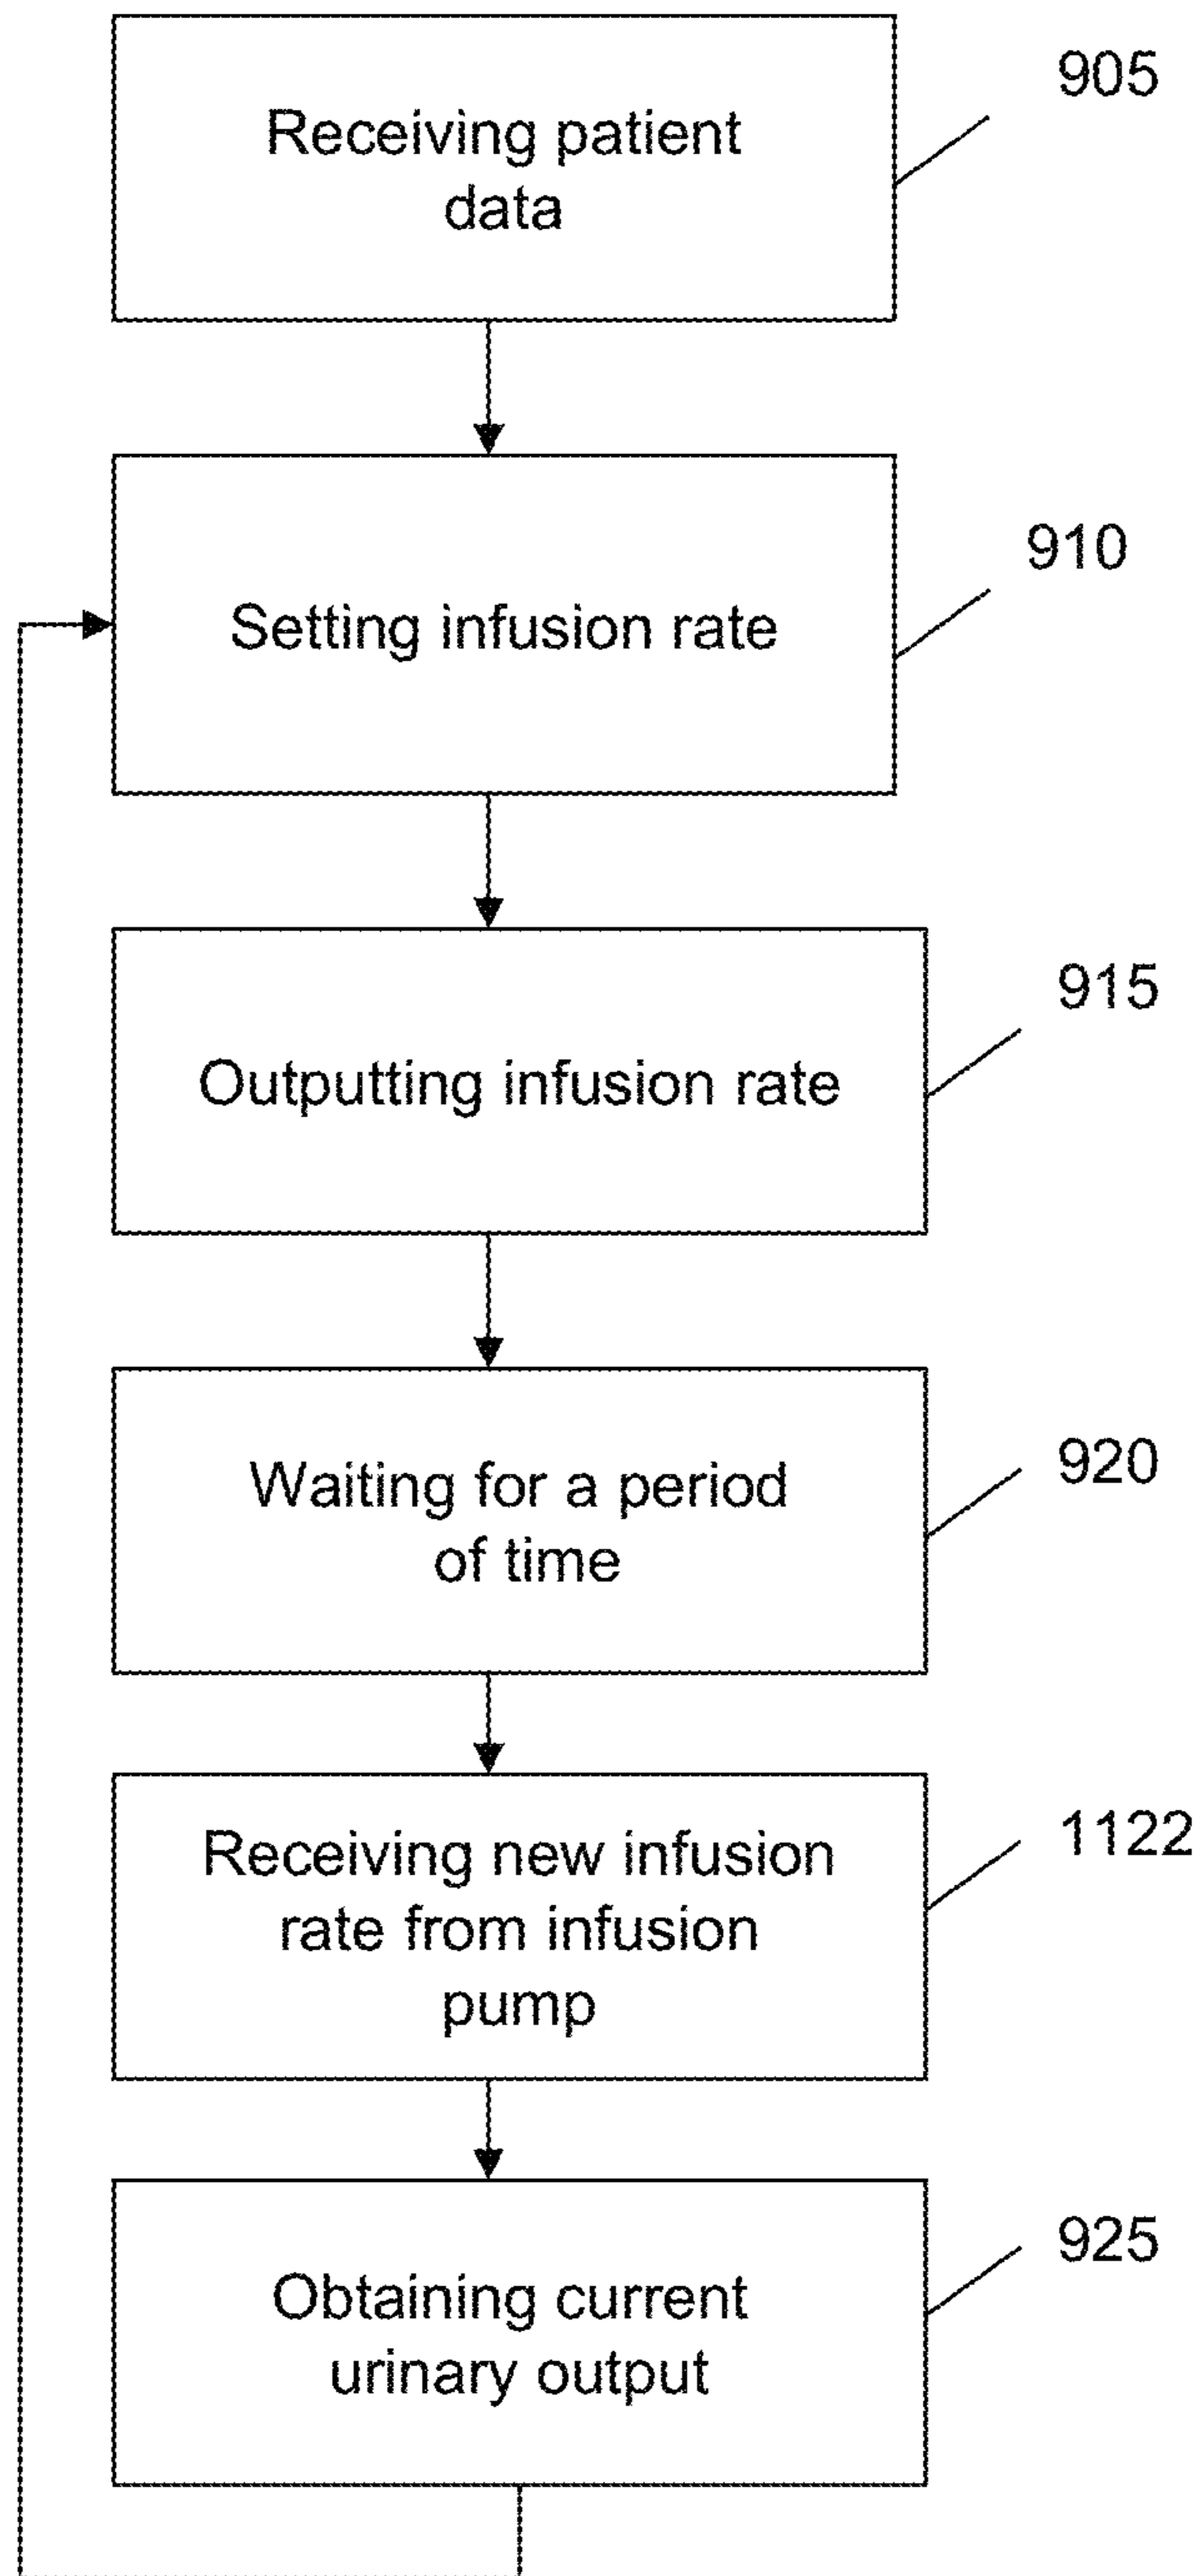 905
Receiving patient
data
910
Setting infusion rate
915
Outputting infusion rate
920
Waiting for a period
of time
1122
Receiving new infusion
rate from infusion
pump
925
Obtaining current
urinary output